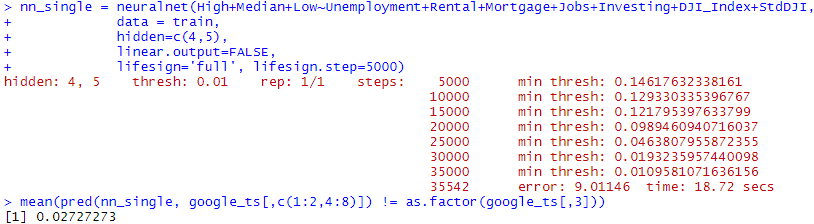 > nn_single = neuralnet(High+Median+Low~Unemployment+Rental+Mortgage+Jobs+Investing+DJI_Index+StdDJI,
+ data = train,
+ hidden=c(4,5),
+ linear.output=FALSE,
+ lifesign='full', lifesign.step=5000)
hidden: 4, 5 thresh: 0.01 rep: 1/1 steps: 5000 min thresh: 0.14617632338161
10000 min thresh: 0.129330335396767
15000 min thresh: 0.121795397633799
20000 min thresh: 0.0989460940716037
25000 min thresh: 0.0463807955872355
30000 min thresh: 0.0193235957440098
35000 min thresh: 0.0109581071636156
35542 error: 9.01146 time: 18.72 secs
> mean(pred(nn_single, google_ts[,c(1:2,4:8)]) != as.factor(google_ts[,3]))
[1] 0.02727273